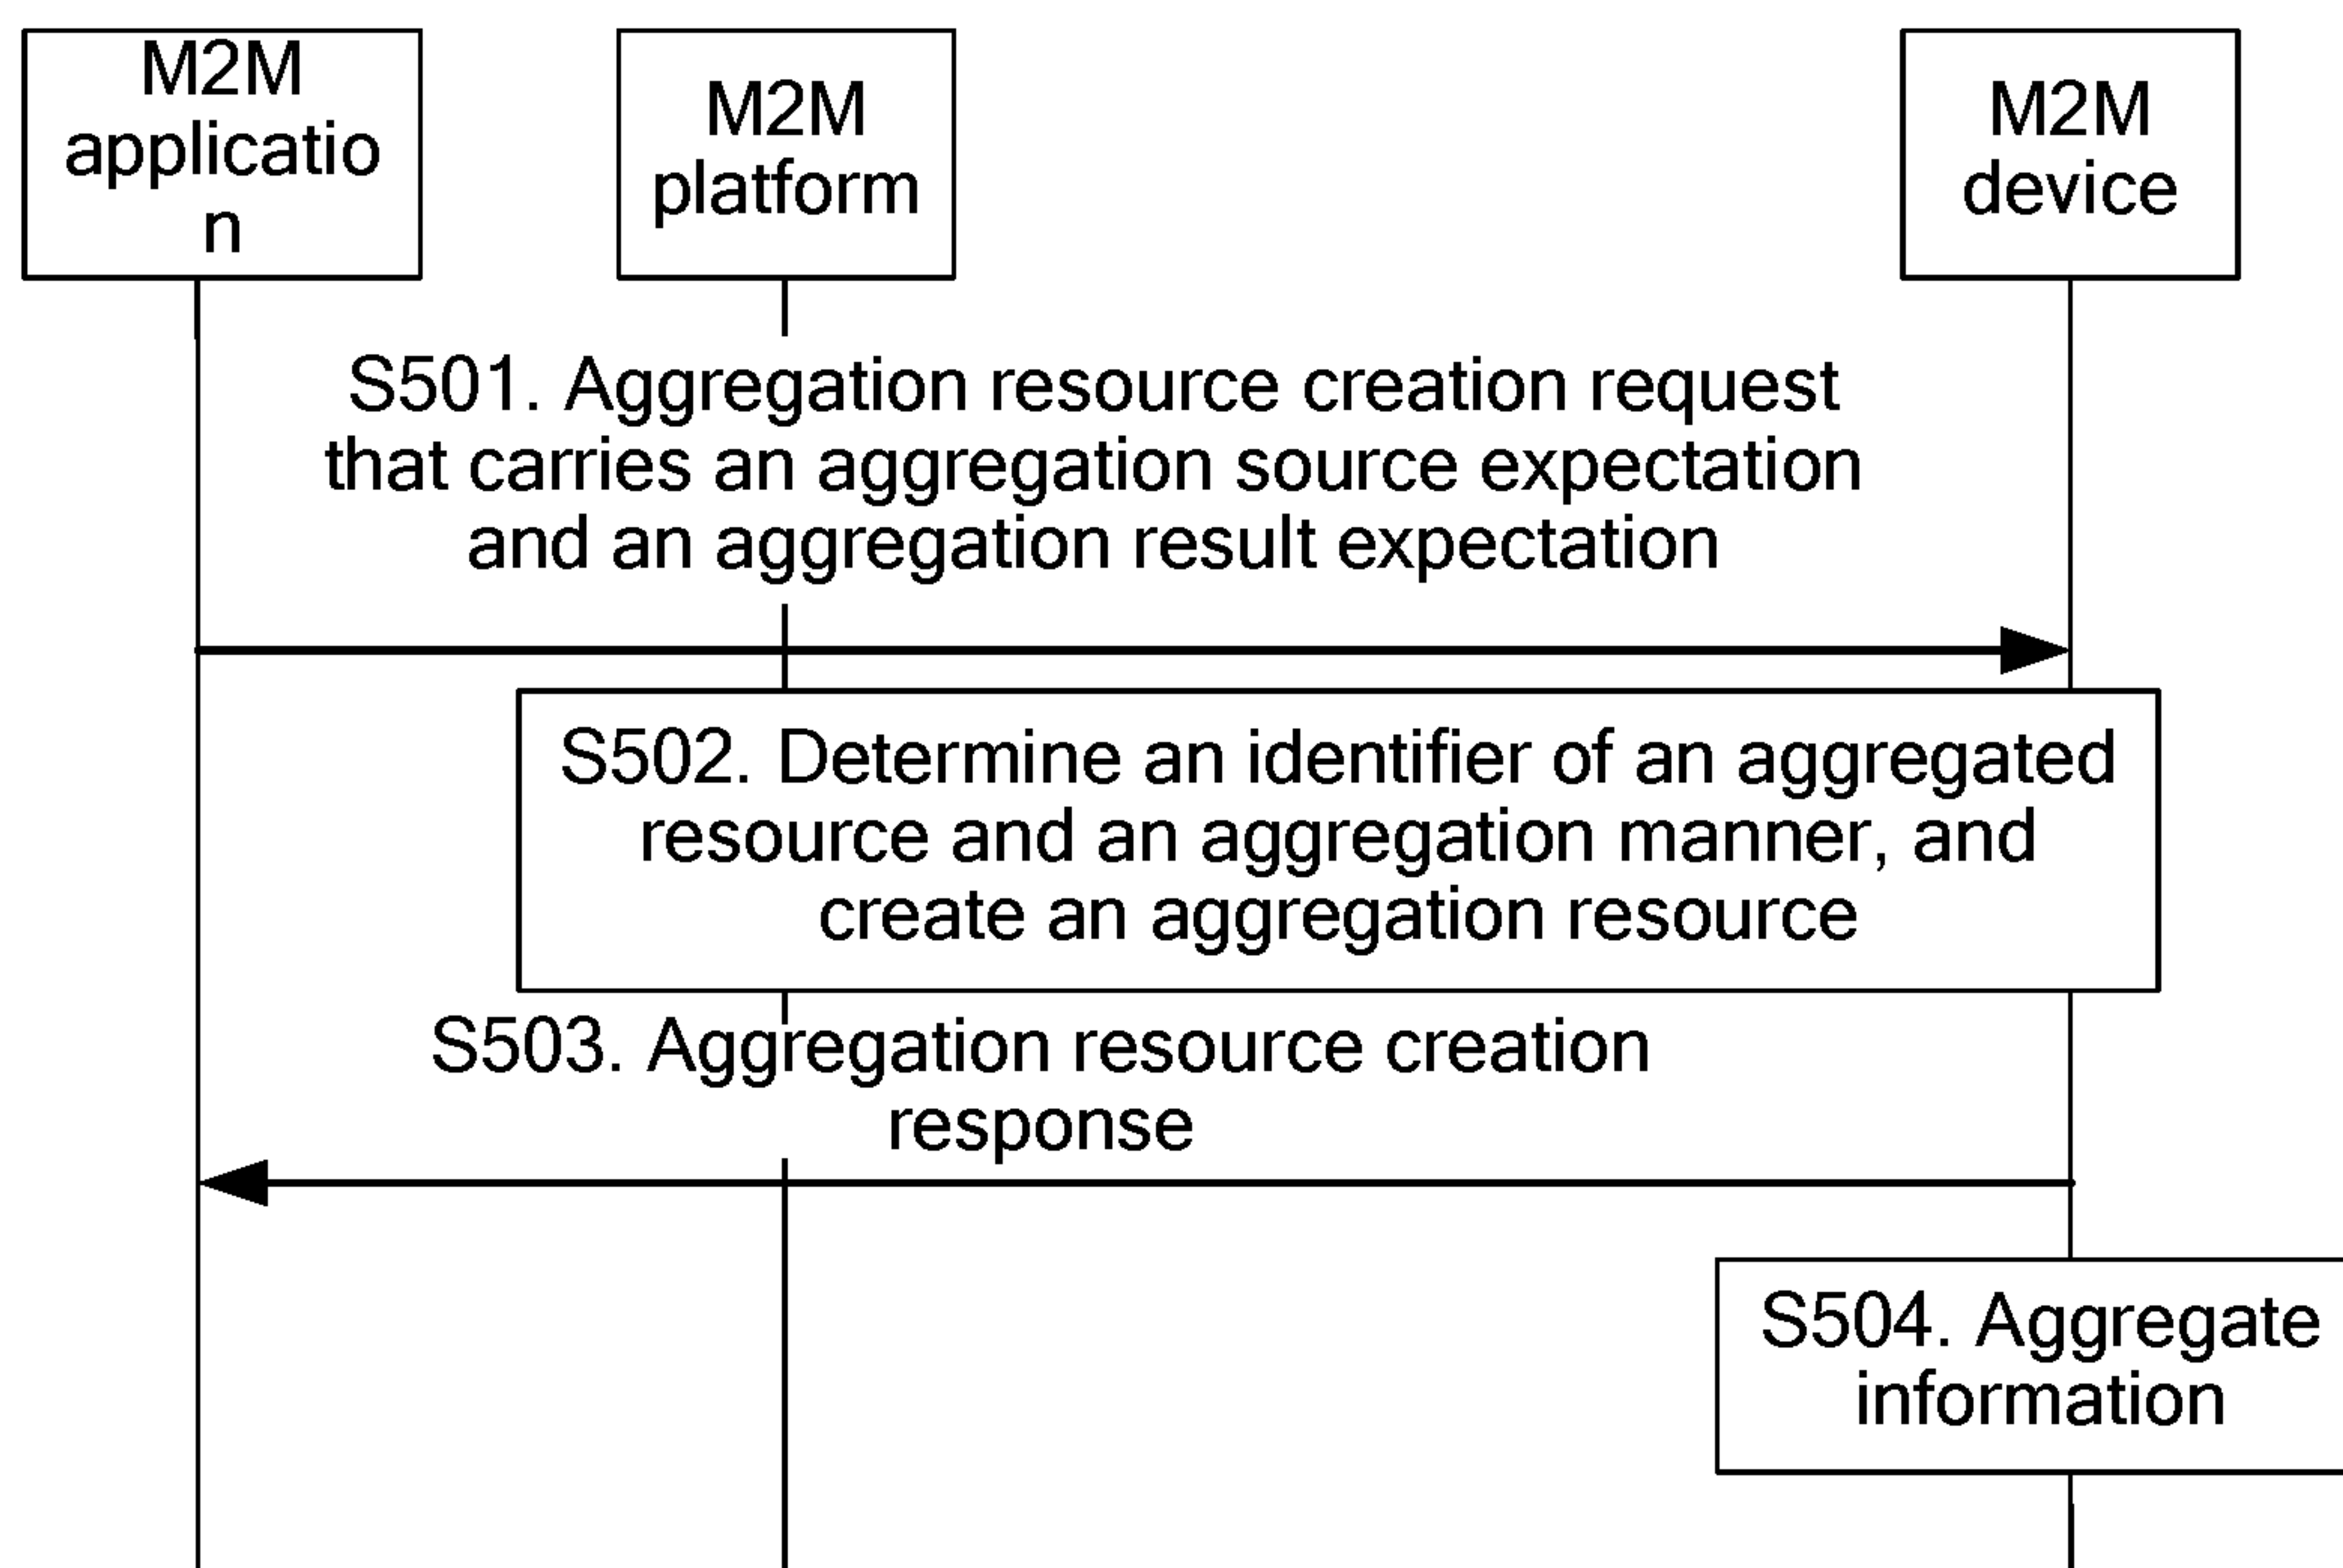 M2M
applicatio
n
M2M
platform
M2M
device
S501. Aggregation resource creation request
that carries an aggregation source expectation
and an aggregation result expectation
S502. Determine an identifier of an aggregated
resource and an aggregation manner, and
create an aggregation resource
S503. Aggregation resource creation
response
S504. Aggregate
information